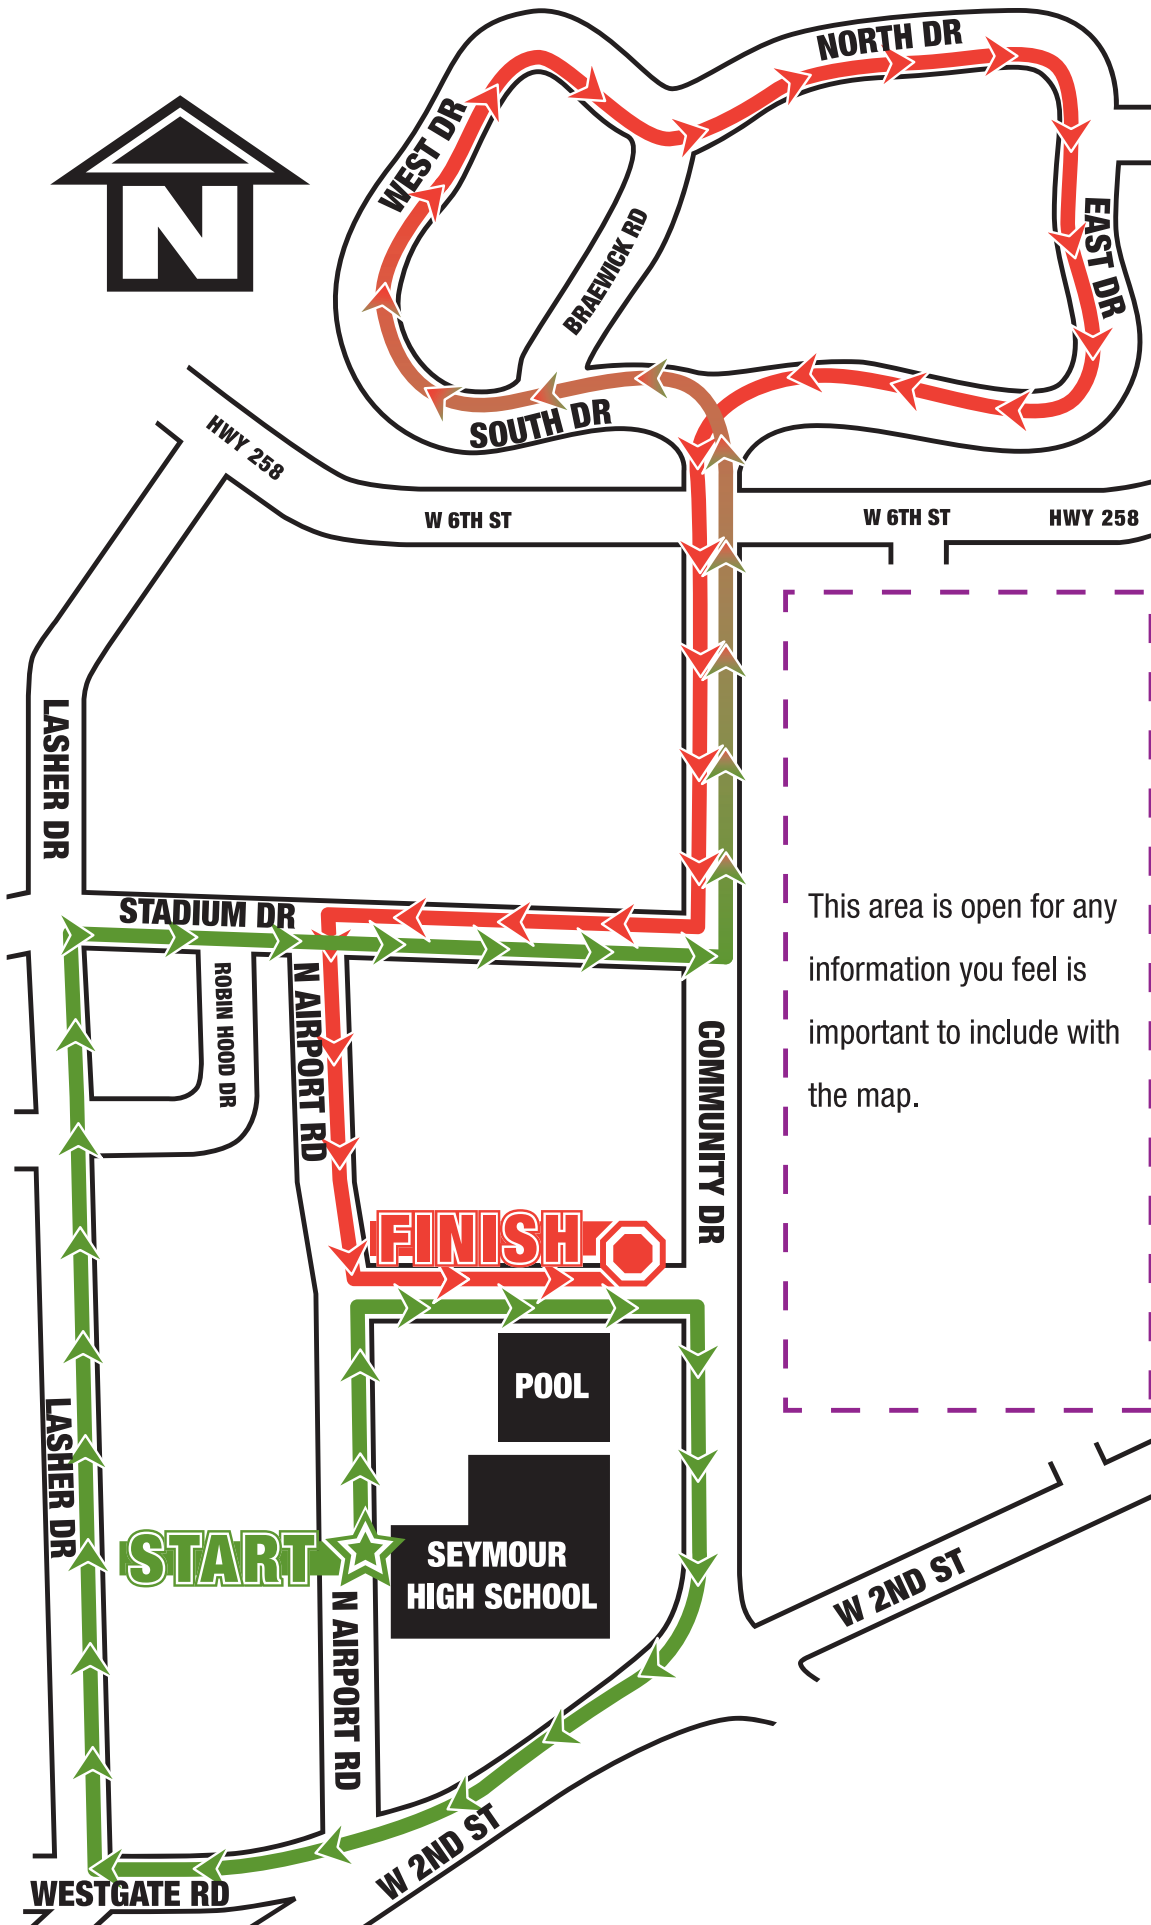 NORTH DR
WEST DR
N
EAST DR
BRAEWICK RD
SOUTH DR
HWY 258
W 6TH ST
W 6TH ST
HWY 258
LASHER DR
STADIUM DR
This area is open for any
information you feel is
important to include with
the map.
ROBIN HOOD DR
N AIRPORT RD
COMMUNITY DR
FINISH
POOL
LASHER DR
START
SEYMOUR
HIGH SCHOOL
W 2ND ST
N AIRPORT RD
W 2ND ST
WESTGATE RD